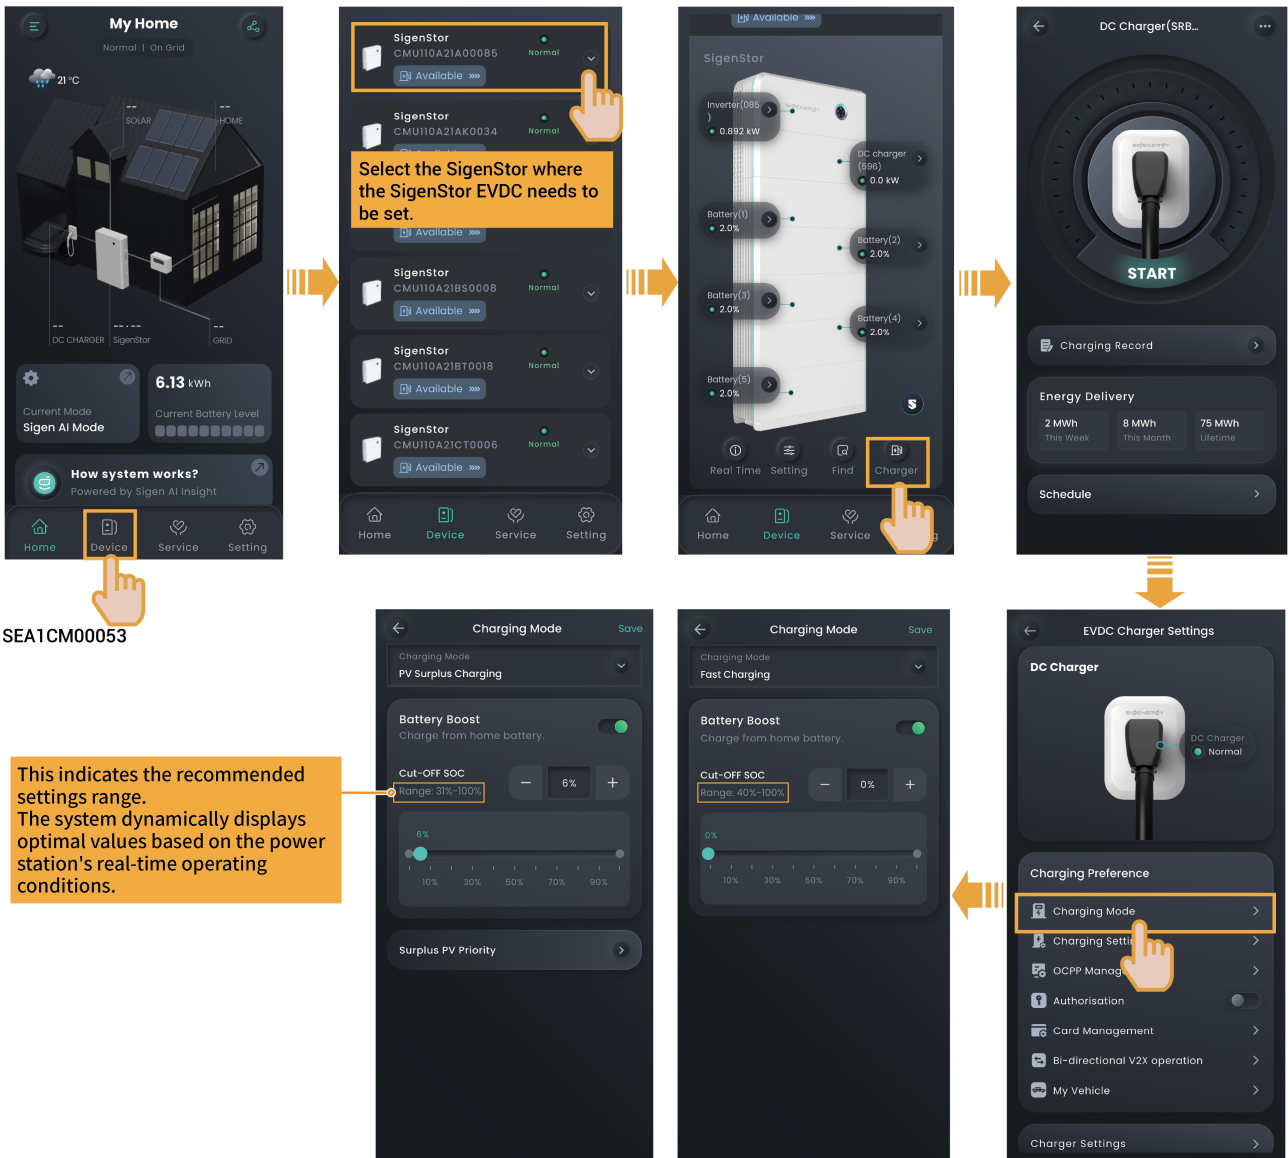 My Home
Normal | On Grid
21 °C
--
SOLAR
--
HOME
--
DC CHARGER
--·--
SigenStor
--
GRID
Current Mode
Sigen AI Mode
6.13 kWh
Current Battery Level
How system works?
Powered by Sigen AI Insight
Home
Device
Service
Setting
SEA1CM00053
SigenStor
CMU110A21A00085
Normal
Available
SigenStor
CMU110A21AK0034
Normal
Select the SigenStor where
the SigenStor EVDC needs to
be set.
Available
SigenStor
CMU110A21BS0008
Normal
Available
SigenStor
CMU110A21BT0018
Normal
Available
SigenStor
CMU110A21CT0006
Normal
Available
Home
Device
Service
Setting
Available
SigenStor
Inverter(085
)
0.892 kW
DC charger
(596)
0.0 kW
Battery(1)
2.0%
Battery(2)
2.0%
Battery(3)
2.0%
Battery(4)
2.0%
Battery(5)
2.0%
Real Time
Setting
Find
Charger
Home
Device
Service
g
DC Charger(SRB...
SIGENERGY
START
Charging Record
Energy Delivery
2 MWh
This Week
8 MWh
This Month
75 MWh
Lifetime
Schedule
EVDC Charger Settings
DC Charger
SIGENERGY
DC Charger
Normal
Charging Preference
Charging Mode
Charging Settin
OCPP Manag
Authorisation
Card Management
Bi-directional V2X operation
My Vehicle
Charger Settings
Charging Mode
Save
Charging Mode
Fast Charging
Battery Boost
Charge from home battery.
Cut-OFF SOC
Range: 40%-100%
− 0% +
0%
10% 30% 50% 70% 90%
Charging Mode
Save
Charging Mode
PV Surplus Charging
Battery Boost
Charge from home battery.
Cut-OFF SOC
Range: 31%-100%
− 6% +
6%
10% 30% 50% 70% 90%
Surplus PV Priority
This indicates the recommended
settings range.
The system dynamically displays
optimal values based on the power
station's real-time operating
conditions.